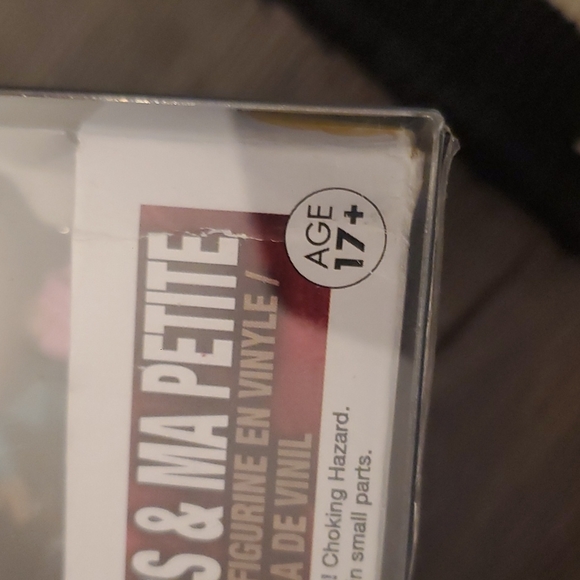 S & MA PETITE
FIGURINE EN VINYLE /
A DE VINIL
! Choking Hazard.
n small parts.
AGE
17+